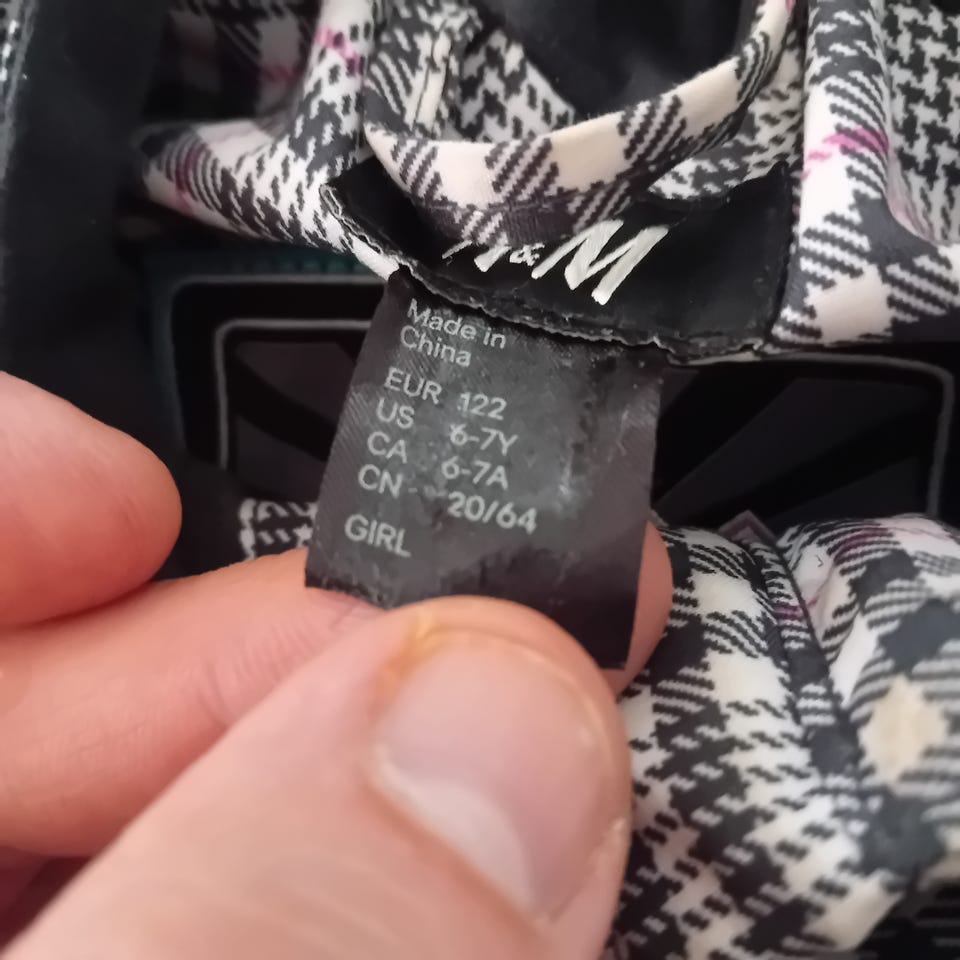 H&M
Made in
China
EUR 122
US 6-7Y
CA 6-7A
CN 20/64
GIRL